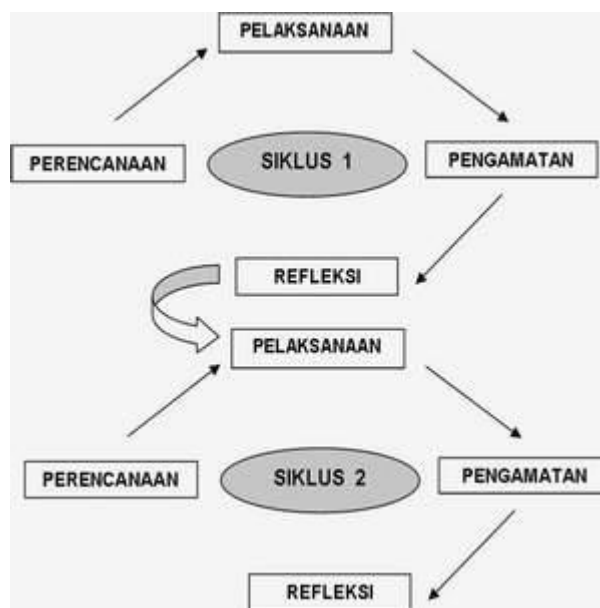 PELAKSANAAN
PERENCANAAN
SIKLUS 1
PENGAMATAN
REFLEKSI
PELAKSANAAN
PERENCANAAN
SIKLUS 2
PENGAMATAN
REFLEKSI